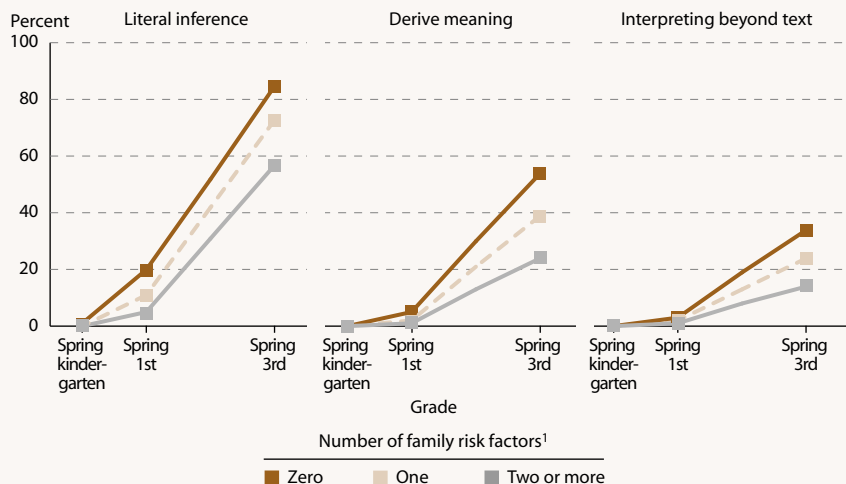 Percent
Literal inference
Derive meaning
Interpreting beyond text
100
80
60
40
20
0
Spring
kinder-
garten
Spring
1st
Spring
3rd
Spring
kinder-
garten
Spring
1st
Spring
3rd
Spring
kinder-
garten
Spring
1st
Spring
3rd
Grade
Number of family risk factors¹
Zero
One
Two or more